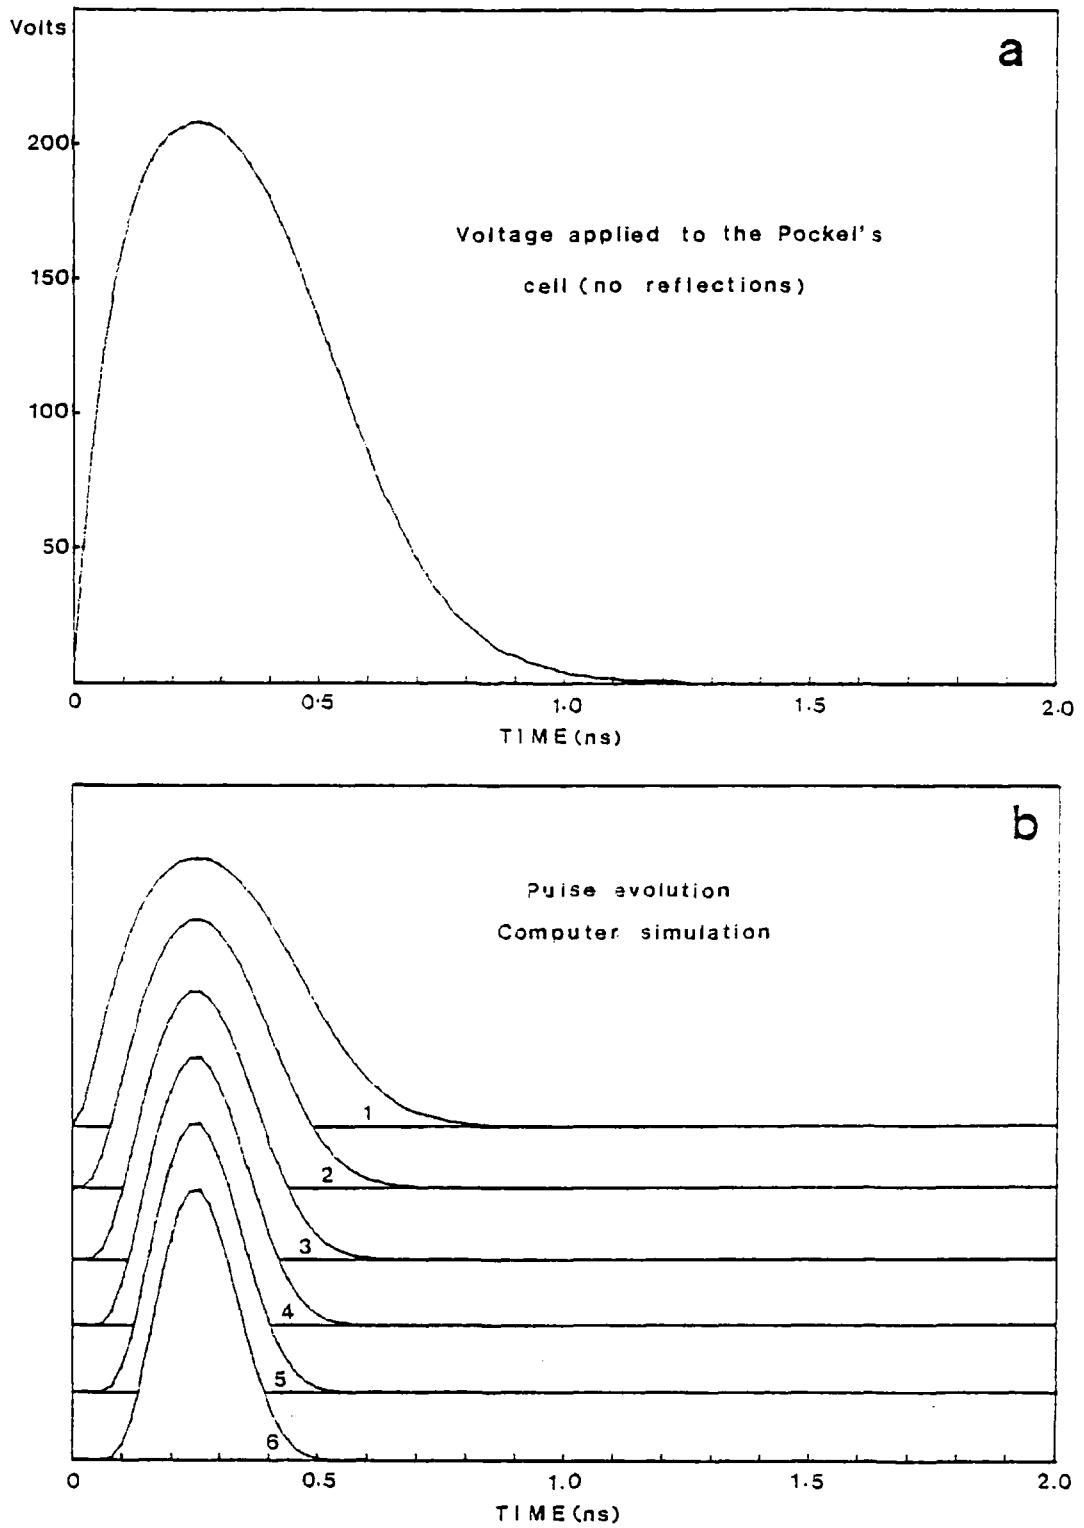 Volts
a
200
150
100
50
Voltage applied to the Pockel's
cell (no reflections)
0 0.5 1.0 1.5 2.0
TIME(ns)
b
Pulse evolution
Computer simulation
1
2
3
4
5
6
0 0.5 1.0 1.5 2.0
TIME(ns)